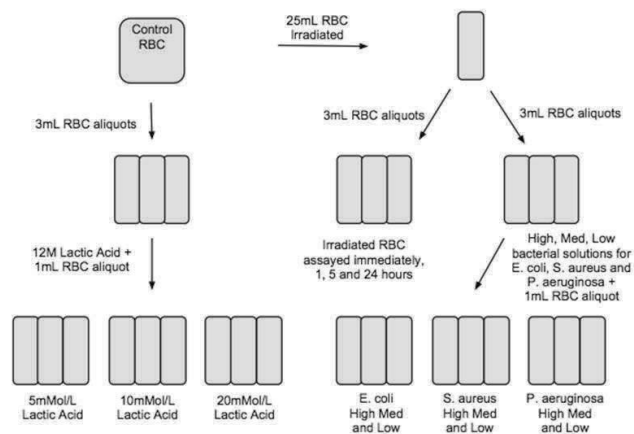 Control
RBC
25mL RBC
Irradiated
3mL RBC aliquots
3mL RBC aliquots
3mL RBC aliquots
12M Lactic Acid +
1mL RBC aliquot
Irradiated RBC
assayed immediately,
1, 5 and 24 hours
High, Med, Low
bacterial solutions for
E. coli, S. aureus and
P. aeruginosa +
1mL RBC aliquot
5mMol/L
Lactic Acid
10mMol/L
Lactic Acid
20mMol/L
Lactic Acid
E. coli
High Med
and Low
S. aureus
High Med
and Low
P. aeruginosa
High Med
and Low